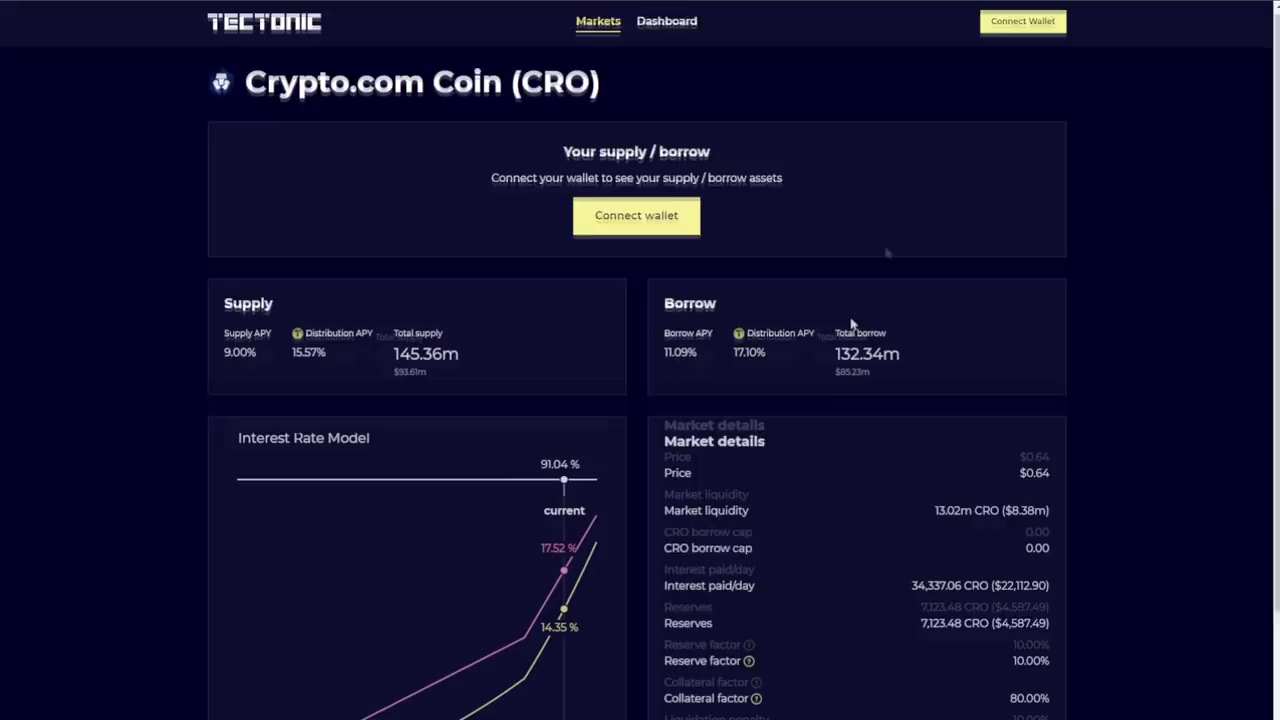 TECTONIC
Markets Dashboard
Connect Wallet
Crypto.com Coin (CRO)
Your supply / borrow
Connect your wallet to see your supply / borrow assets
Connect wallet
Supply
Supply APY Distribution APY Total supply
9.00% 15.57% 145.36m
$93.61m
Borrow
Borrow APY Distribution APY Total borrow
11.09% 17.10% 132.34m
$85.23m
Interest Rate Model
91.04 %
current
17.52 %
14.35 %
Market details
Price $0.64
Market liquidity 13.02m CRO ($8.38m)
CRO borrow cap 0.00
Interest paid/day 34,337.06 CRO ($22,112.90)
Reserves 7,123.48 CRO ($4,587.49)
Reserve factor 10.00%
Collateral factor 80.00%
Liquidation penalty 10.00%